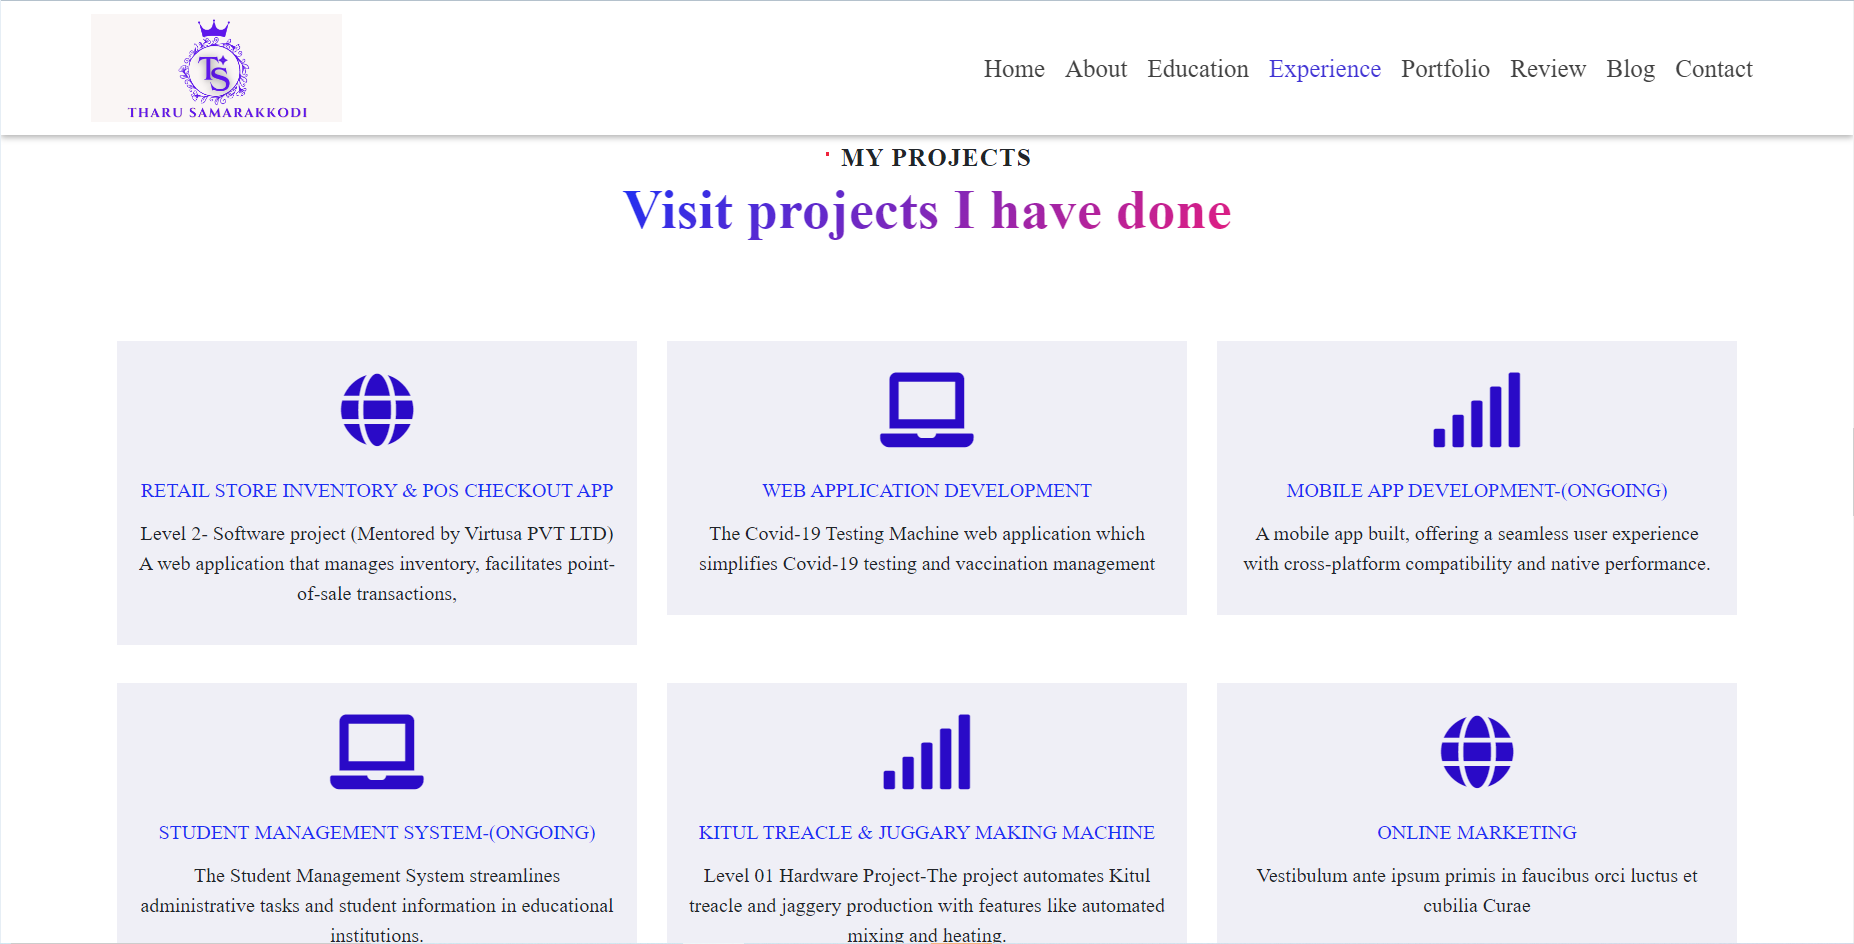 TS
THARU SAMARAKKODI
Home About Education Experience Portfolio Review Blog Contact
MY PROJECTS
Visit projects I have done
RETAIL STORE INVENTORY & POS CHECKOUT APP
Level 2- Software project (Mentored by Virtusa PVT LTD)
A web application that manages inventory, facilitates point-
of-sale transactions,
WEB APPLICATION DEVELOPMENT
The Covid-19 Testing Machine web application which
simplifies Covid-19 testing and vaccination management
MOBILE APP DEVELOPMENT-(ONGOING)
A mobile app built, offering a seamless user experience
with cross-platform compatibility and native performance.
STUDENT MANAGEMENT SYSTEM-(ONGOING)
The Student Management System streamlines
administrative tasks and student information in educational
institutions.
KITUL TREACLE & JUGGARY MAKING MACHINE
Level 01 Hardware Project-The project automates Kitul
treacle and jaggery production with features like automated
mixing and heating.
ONLINE MARKETING
Vestibulum ante ipsum primis in faucibus orci luctus et
cubilia Curae